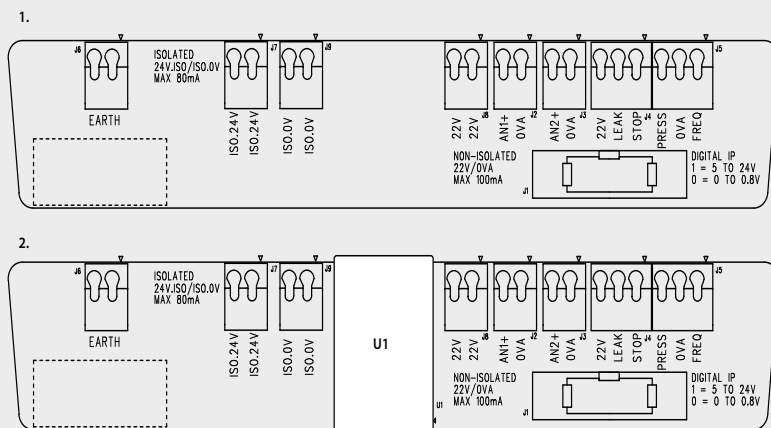 1.
J6
ISOLATED
24V.ISO/ISO.0V
MAX 80mA
J7
J9
J8
J2
J3
J4
J5
EARTH
ISO.24V
ISO.24V
ISO.0V
ISO.0V
22V
22V
AN1+
0VA
AN2+
0VA
22V
LEAK
STOP
PRESS
0VA
FREQ
NON-ISOLATED
22V/0VA
MAX 100mA
J1
DIGITAL IP
1 = 5 TO 24V
0 = 0 TO 0.8V
2.
J6
ISOLATED
24V.ISO/ISO.0V
MAX 80mA
J7
J9
U1
J8
J2
J3
J4
J5
EARTH
ISO.24V
ISO.24V
ISO.0V
ISO.0V
22V
22V
AN1+
0VA
AN2+
0VA
22V
LEAK
STOP
PRESS
0VA
FREQ
NON-ISOLATED
22V/0VA
MAX 100mA
U1
J1
DIGITAL IP
1 = 5 TO 24V
0 = 0 TO 0.8V